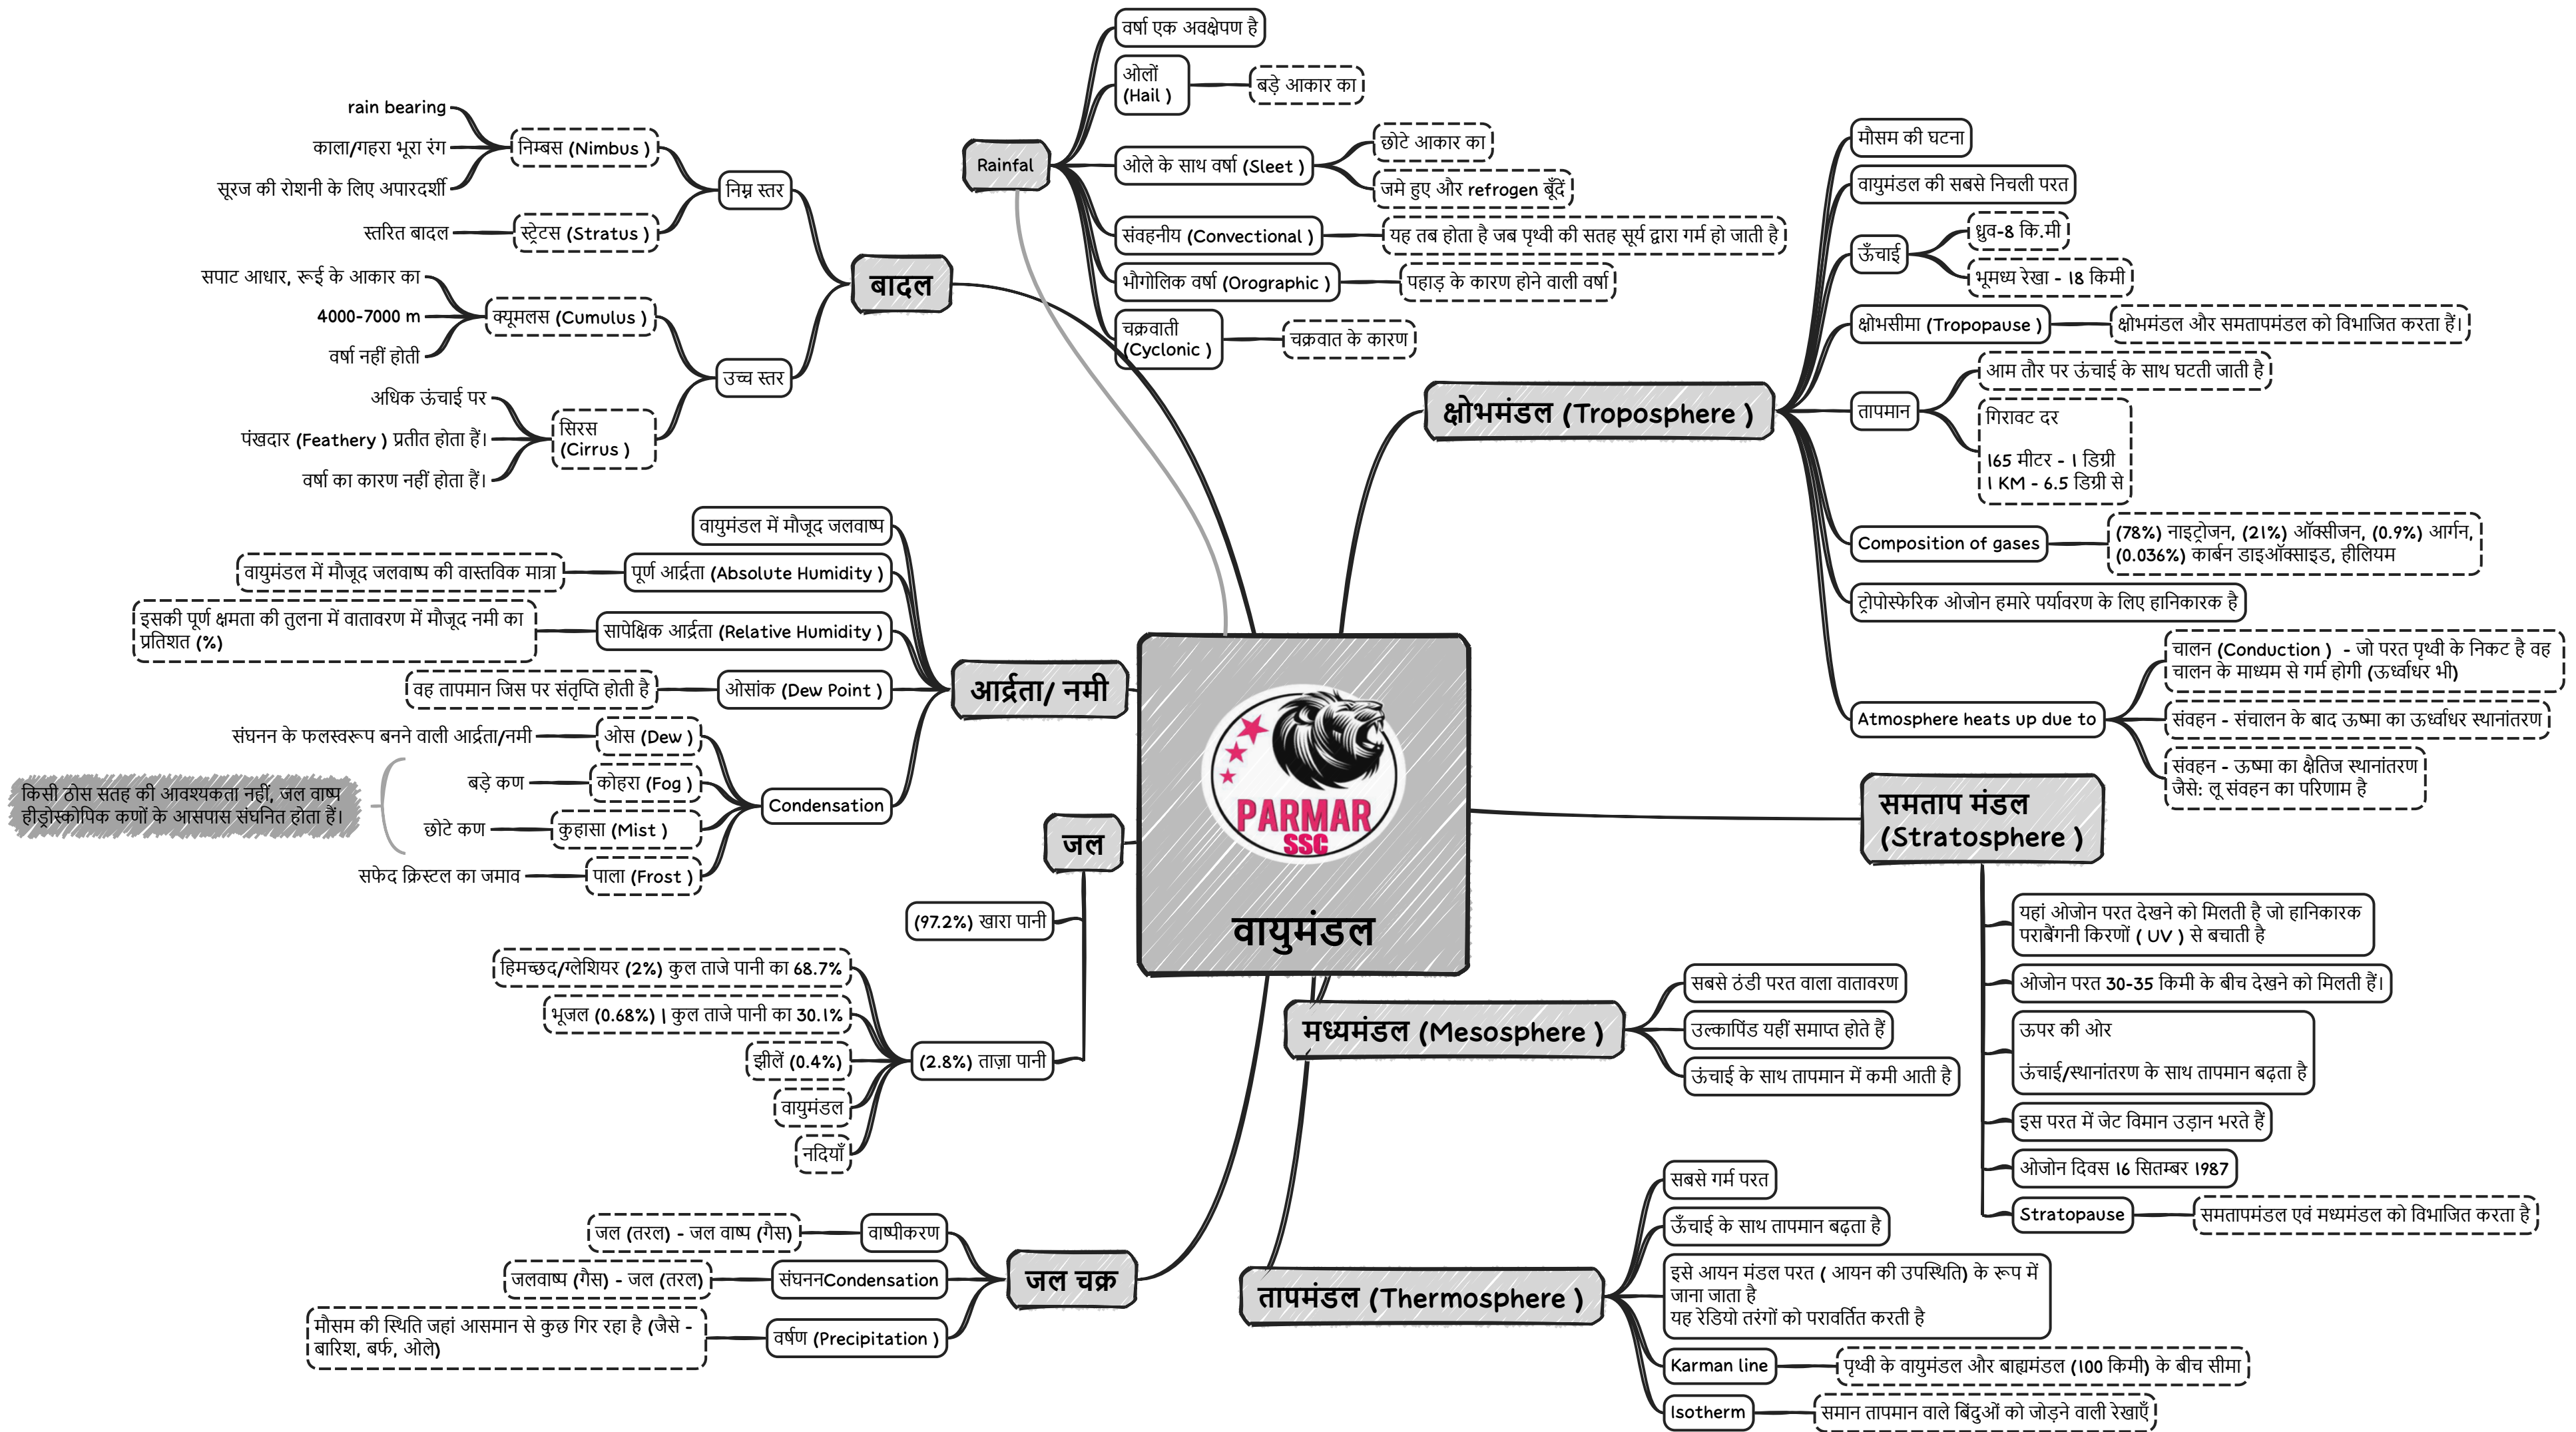 वायुमंडल
PARMAR
SSC
Rainfal
वर्षा एक अवक्षेपण है
ओलों
(Hail )
बड़े आकार का
ओले के साथ वर्षा (Sleet )
छोटे आकार का
जमे हुए और refrogen बूँदें
संवहनीय (Convectional )
यह तब होता है जब पृथ्वी की सतह सूर्य द्वारा गर्म हो जाती है
भौगोलिक वर्षा (Orographic )
पहाड़ के कारण होने वाली वर्षा
चक्रवाती
(Cyclonic )
चक्रवात के कारण
क्षोभमंडल (Troposphere )
मौसम की घटना
वायुमंडल की सबसे निचली परत
ऊँचाई
ध्रुव-8 कि.मी
भूमध्य रेखा - 18 किमी
क्षोभसीमा (Tropopause )
क्षोभमंडल और समतापमंडल को विभाजित करता हैं।
तापमान
आम तौर पर ऊंचाई के साथ घटती जाती है
गिरावट दर
165 मीटर - 1 डिग्री
1 KM - 6.5 डिग्री से
Composition of gases
(78%) नाइट्रोजन, (21%) ऑक्सीजन, (0.9%) आर्गन,
(0.036%) कार्बन डाइऑक्साइड, हीलियम
ट्रोपोस्फेरिक ओजोन हमारे पर्यावरण के लिए हानिकारक है
Atmosphere heats up due to
चालन (Conduction )  - जो परत पृथ्वी के निकट है वह
चालन के माध्यम से गर्म होगी (ऊर्ध्वाधर भी)
संवहन - संचालन के बाद ऊष्मा का ऊर्ध्वाधर स्थानांतरण
संवहन - ऊष्मा का क्षैतिज स्थानांतरण
जैसे: लू संवहन का परिणाम है
समताप मंडल
(Stratosphere )
यहां ओजोन परत देखने को मिलती है जो हानिकारक
पराबैंगनी किरणों ( UV ) से बचाती है
ओजोन परत 30-35 किमी के बीच देखने को मिलती हैं।
ऊपर की ओर
ऊंचाई/स्थानांतरण के साथ तापमान बढ़ता है
इस परत में जेट विमान उड़ान भरते हैं
ओजोन दिवस 16 सितम्बर 1987
Stratopause
समतापमंडल एवं मध्यमंडल को विभाजित करता है
मध्यमंडल (Mesosphere )
सबसे ठंडी परत वाला वातावरण
उल्कापिंड यहीं समाप्त होते हैं
ऊंचाई के साथ तापमान में कमी आती है
तापमंडल (Thermosphere )
सबसे गर्म परत
ऊँचाई के साथ तापमान बढ़ता है
इसे आयन मंडल परत ( आयन की उपस्थिति) के रूप में
जाना जाता है
यह रेडियो तरंगों को परावर्तित करती है
Karman line
पृथ्वी के वायुमंडल और बाह्यमंडल (100 किमी) के बीच सीमा
Isotherm
समान तापमान वाले बिंदुओं को जोड़ने वाली रेखाएँ
बादल
निम्न स्तर
निम्बस (Nimbus )
rain bearing
काला/गहरा भूरा रंग
सूरज की रोशनी के लिए अपारदर्शी
स्ट्रेटस (Stratus )
स्तरित बादल
उच्च स्तर
क्यूमलस (Cumulus )
सपाट आधार, रूई के आकार का
4000-7000 m
वर्षा नहीं होती
सिरस
(Cirrus )
अधिक ऊंचाई पर
पंखदार (Feathery ) प्रतीत होता हैं।
वर्षा का कारण नहीं होता हैं।
आर्द्रता/ नमी
वायुमंडल में मौजूद जलवाष्प
पूर्ण आर्द्रता (Absolute Humidity )
वायुमंडल में मौजूद जलवाष्प की वास्तविक मात्रा
सापेक्षिक आर्द्रता (Relative Humidity )
इसकी पूर्ण क्षमता की तुलना में वातावरण में मौजूद नमी का
प्रतिशत (%)
ओसांक (Dew Point )
वह तापमान जिस पर संतृप्ति होती है
Condensation
ओस (Dew )
संघनन के फलस्वरूप बनने वाली आर्द्रता/नमी
कोहरा (Fog )
बड़े कण
कुहासा (Mist )
छोटे कण
पाला (Frost )
सफेद क्रिस्टल का जमाव
किसी ठोस सतह की आवश्यकता नहीं, जल वाष्प
हीड्रोस्कोपिक कणों के आसपास संघनित होता हैं।
जल
(97.2%) खारा पानी
(2.8%) ताज़ा पानी
हिमच्छद/ग्लेशियर (2%) कुल ताजे पानी का 68.7%
भूजल (0.68%) | कुल ताजे पानी का 30.1%
झीलें (0.4%)
वायुमंडल
नदियाँ
जल चक्र
वाष्पीकरण
जल (तरल) - जल वाष्प (गैस)
संघननCondensation
जलवाष्प (गैस) - जल (तरल)
वर्षण (Precipitation )
मौसम की स्थिति जहां आसमान से कुछ गिर रहा है (जैसे -
बारिश, बर्फ, ओले)